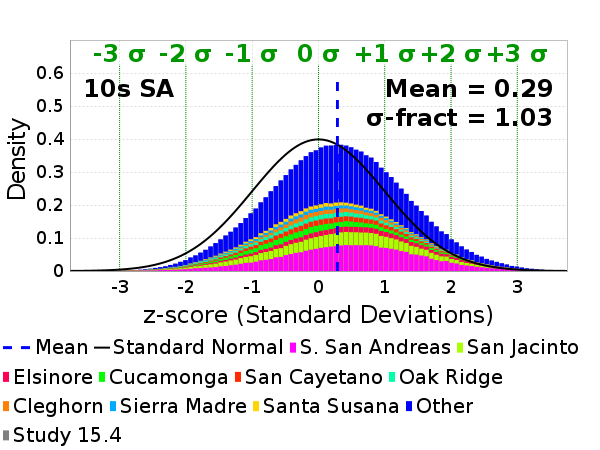 -3 σ -2 σ -1 σ 0 σ +1 σ +2 σ +3 σ
10s SA
Mean = 0.29
σ-fract = 1.03
Density
0.6
0.5
0.4
0.3
0.2
0.1
0
-3 -2 -1 0 1 2 3
z-score (Standard Deviations)
Mean Standard Normal S. San Andreas San Jacinto
Elsinore Cucamonga San Cayetano Oak Ridge
Cleghorn Sierra Madre Santa Susana Other
Study 15.4